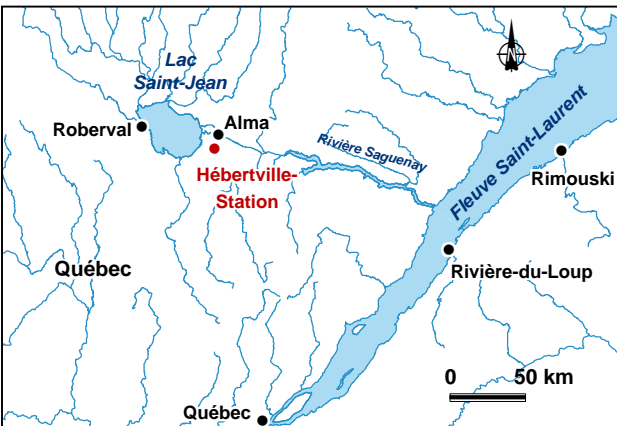 Lac
Saint-Jean
Roberval
Alma
Rivière Saguenay
Hébertville-
Station
Fleuve Saint-Laurent
Rimouski
Québec
Rivière-du-Loup
0 50 km
Québec